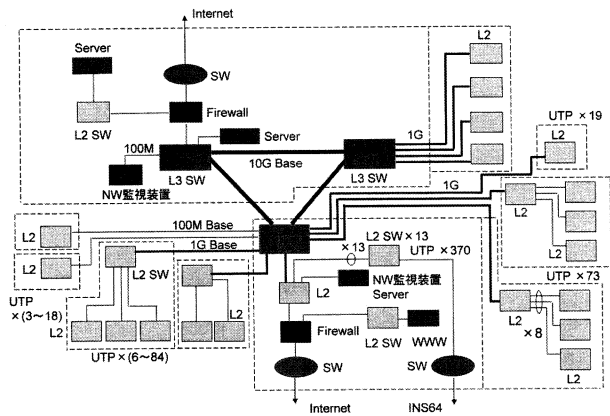 Internet
L2
Server
SW
UTP ×19
L2 SW
Firewall
1G
L2
100M
Server
10G Base
L3 SW
L3 SW
NW監視装置
1G
100M Base
L2
L2
L2 SW×13
×13
UTP ×370
1G Base
L2
L2
L2 SW
NW監視装置
Server
UTP ×73
UTP
×(3～18)
L2
L2
L2
L2
Firewall
×8
L2 SW
WWW
UTP×(6～84)
SW
SW
L2
Internet
INS64